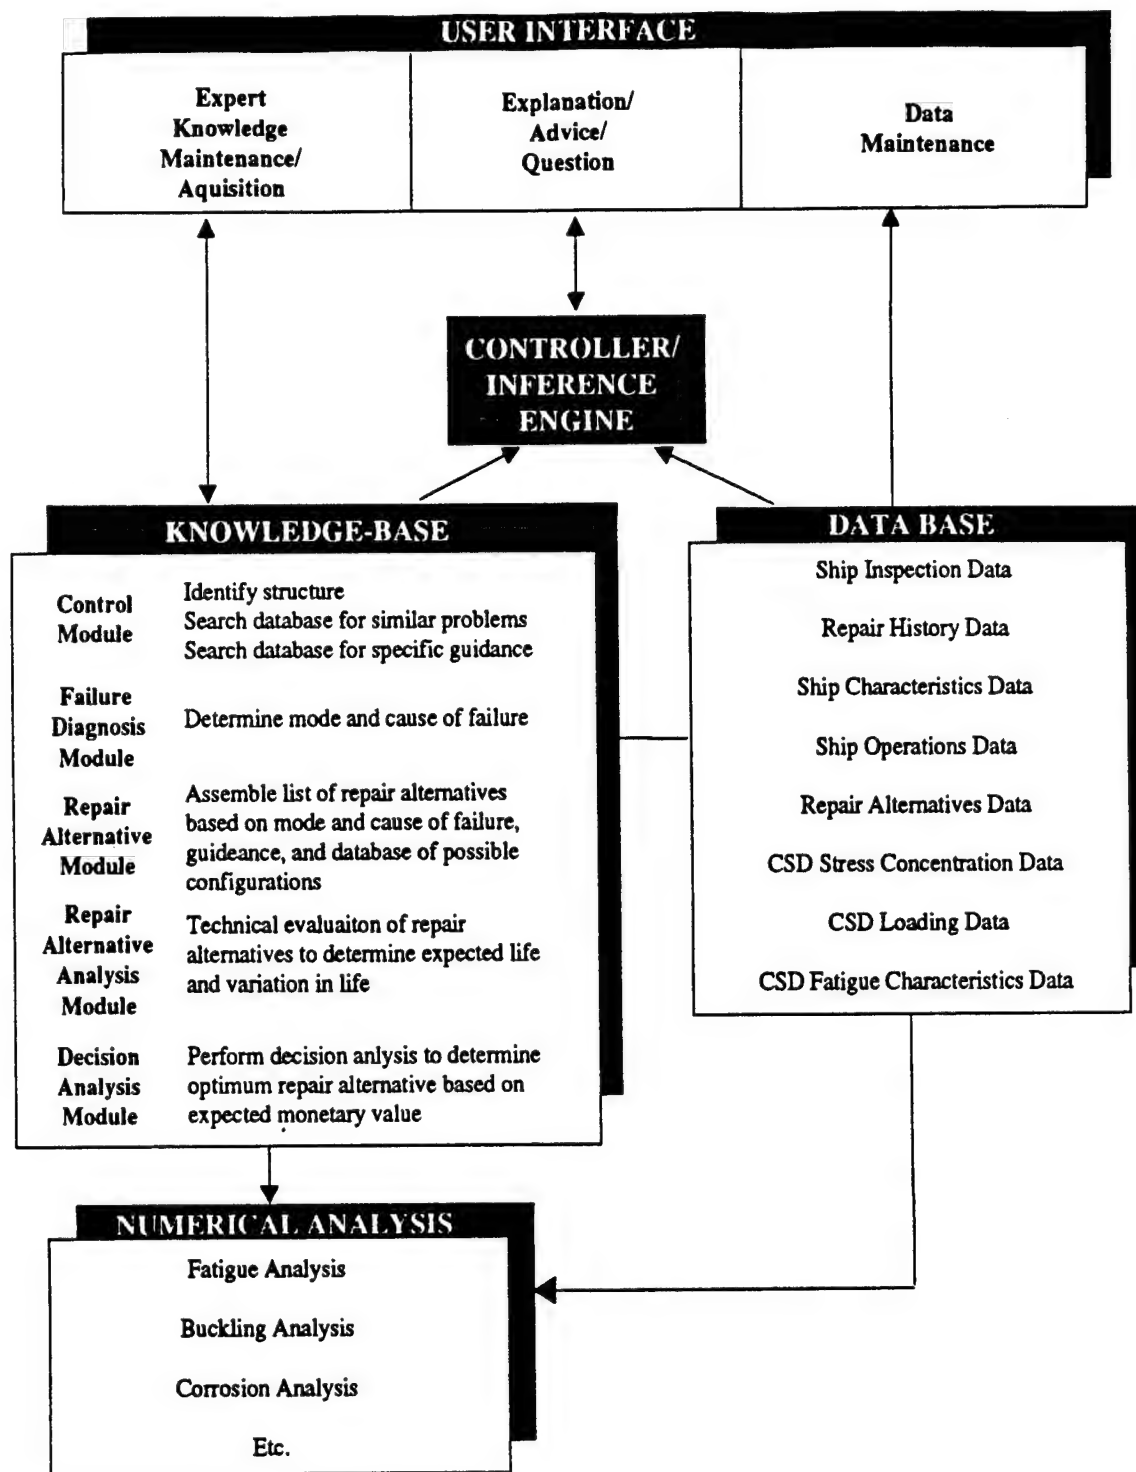 USER INTERFACE
Expert
Knowledge
Maintenance/
Aquisition
Explanation/
Advice/
Question
Data
Maintenance
CONTROLLER/
INFERENCE
ENGINE
KNOWLEDGE-BASE
Control
Module
Identify structure
Search database for similar problems
Search database for specific guidance
Failure
Diagnosis
Module
Determine mode and cause of failure
Repair
Alternative
Module
Assemble list of repair alternatives
based on mode and cause of failure,
guideance, and database of possible
configurations
Repair
Alternative
Analysis
Module
Technical evaluaiton of repair
alternatives to determine expected life
and variation in life
Decision
Analysis
Module
Perform decision anlysis to determine
optimum repair alternative based on
expected monetary value
DATA BASE
Ship Inspection Data
Repair History Data
Ship Characteristics Data
Ship Operations Data
Repair Alternatives Data
CSD Stress Concentration Data
CSD Loading Data
CSD Fatigue Characteristics Data
NUMERICAL ANALYSIS
Fatigue Analysis
Buckling Analysis
Corrosion Analysis
Etc.